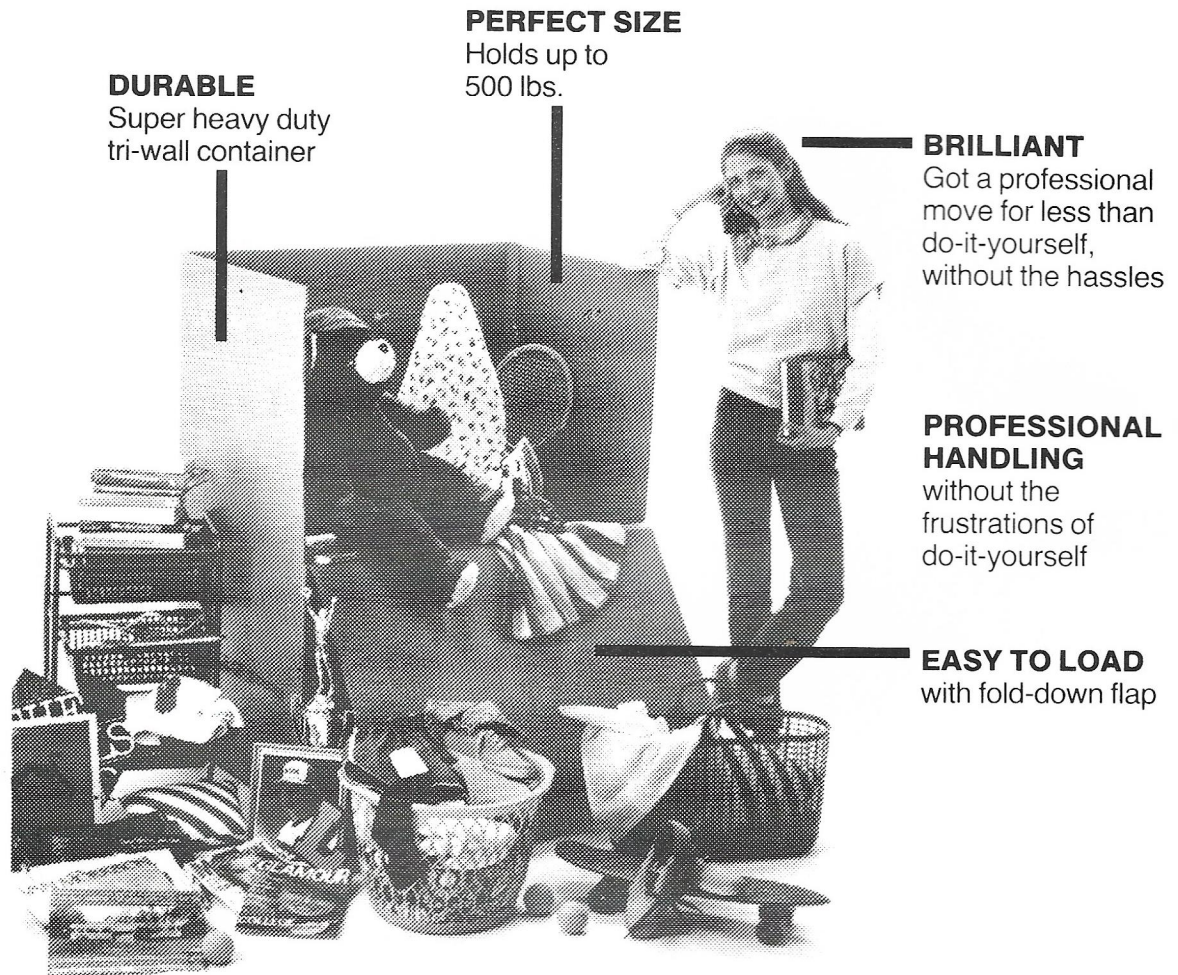 PERFECT SIZE
Holds up to
500 lbs.
DURABLE
Super heavy duty
tri-wall container
BRILLIANT
Got a professional
move for less than
do-it-yourself,
without the hassles
PROFESSIONAL
HANDLING
without the
frustrations of
do-it-yourself
EASY TO LOAD
with fold-down flap
GLAMOUR